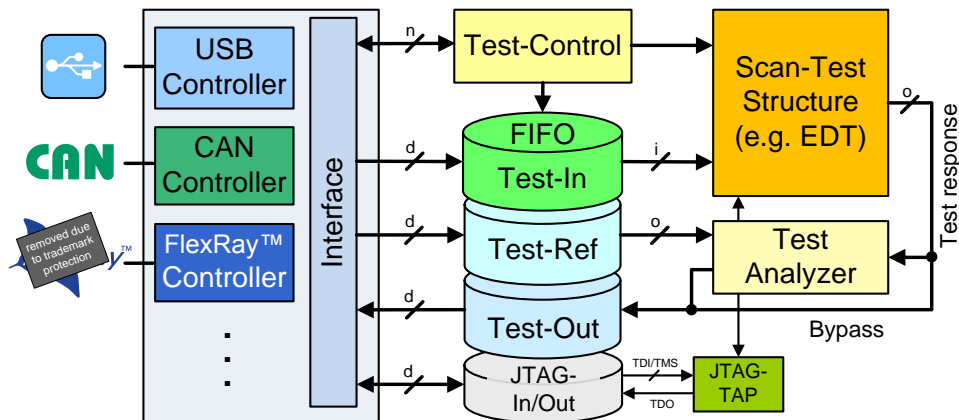 USB
Controller
CAN
CAN
Controller
removed due
to trademark
protection
y™
FlexRay™
Controller
Interface
n
Test-Control
Scan-Test
Structure
(e.g. EDT)
o
Test response
FIFO
d
Test-In
i
d
Test-Ref
o
Test
Analyzer
d
Test-Out
Bypass
d
JTAG-
In/Out
TDI/TMS
TDO
JTAG-
TAP